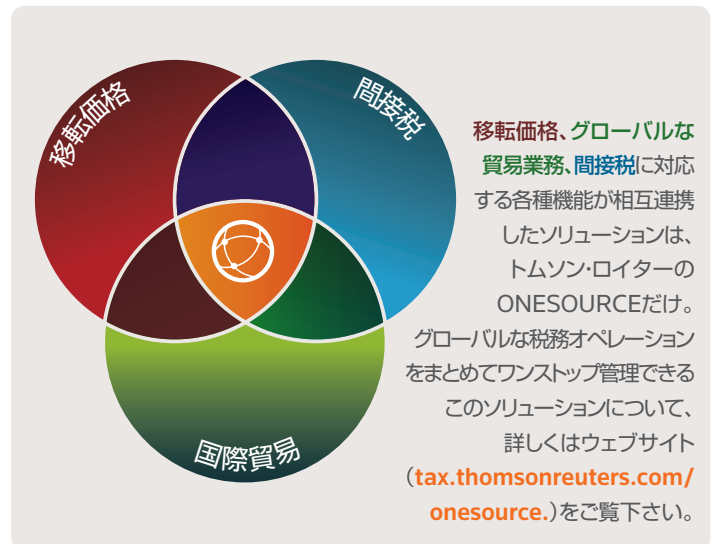 移転価格
間接税
国際貿易
移転価格、グローバルな
貿易業務、間接税に対応
する各種機能が相互連携
したソリューションは、
トムソン・ロイターの
ONESOURCEだけ。
グローバルな税務オペレーション
をまとめてワンストップ管理できる
このソリューションについて、
詳しくはウェブサイト
（tax.thomsonreuters.com/
onesource.）をご覧下さい。